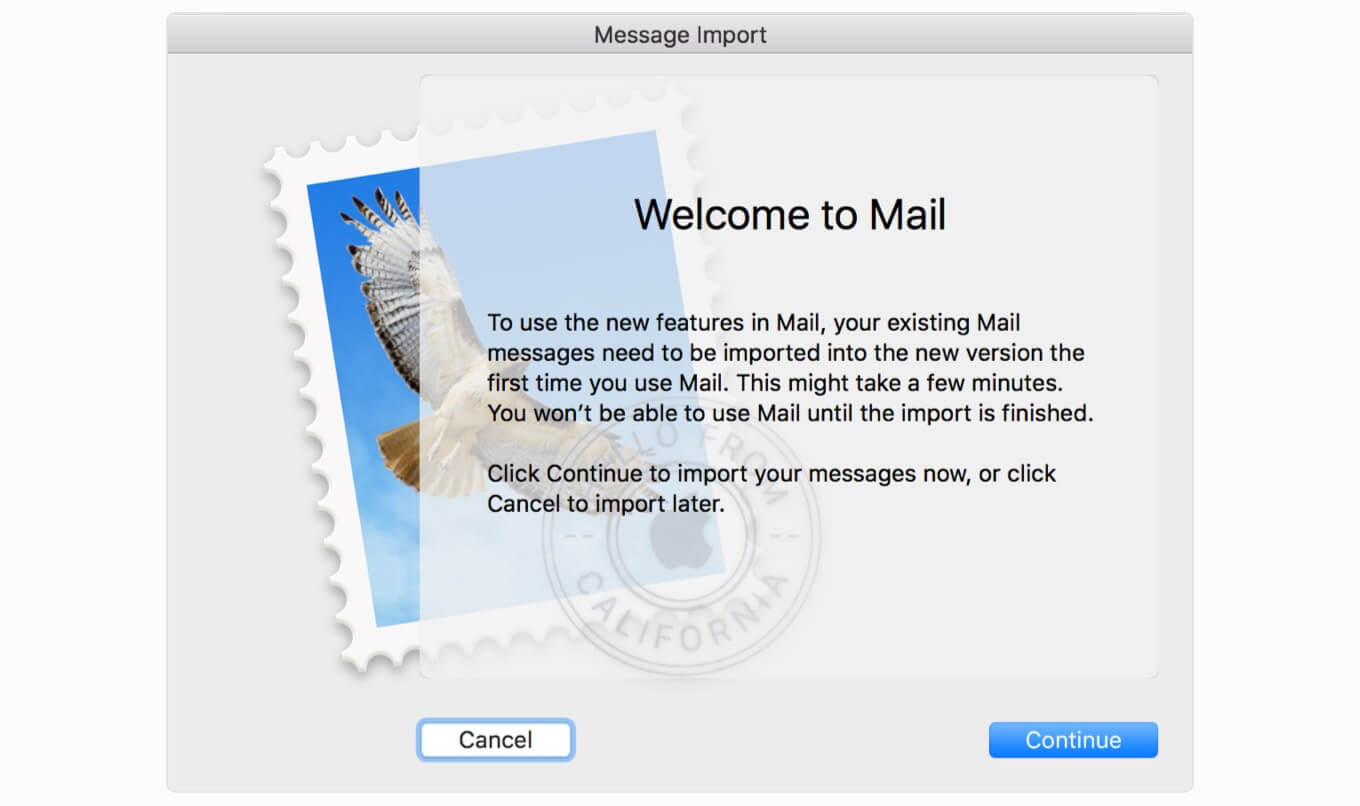 Message Import
Welcome to Mail
To use the new features in Mail, your existing Mail
messages need to be imported into the new version the
first time you use Mail. This might take a few minutes.
You won’t be able to use Mail until the import is finished.
Click Continue to import your messages now, or click
Cancel to import later.
HELLO FROM
CALIFORNIA
Cancel
Continue